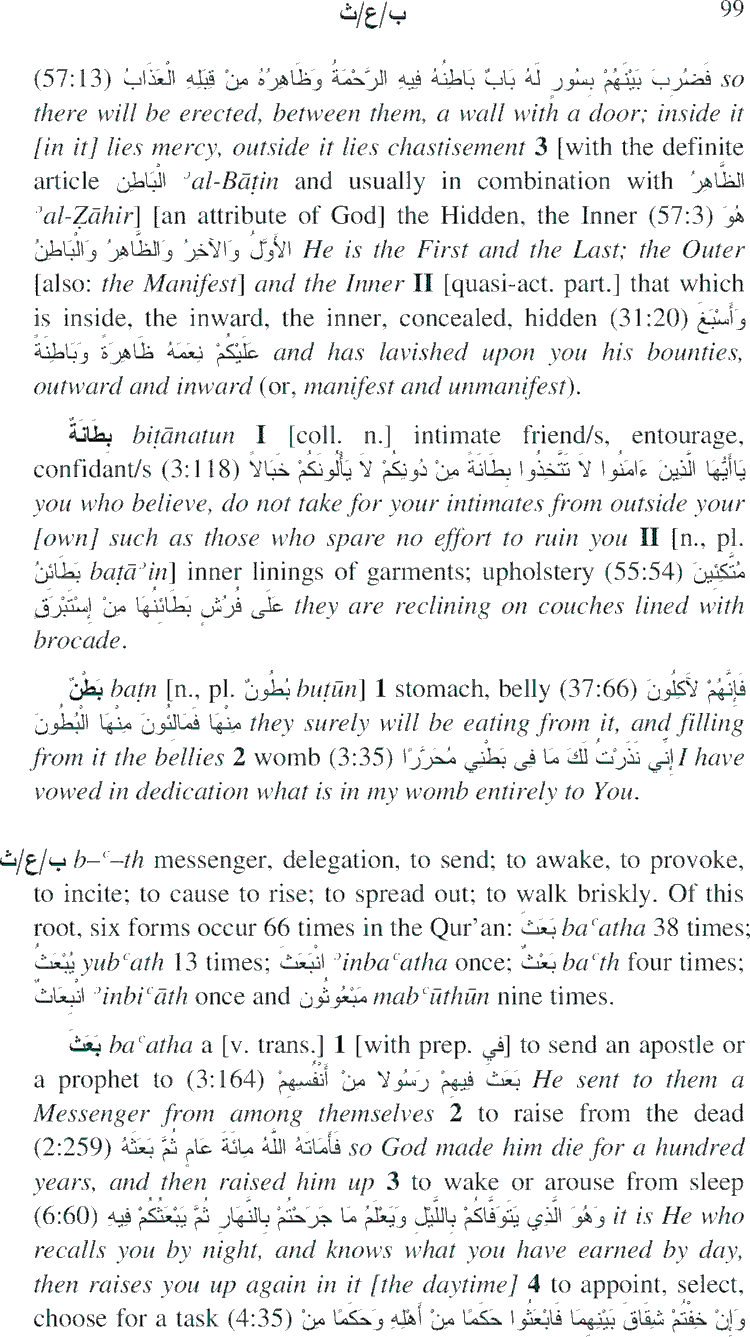 ب/ع/ث 99
(57:13) فَضُرِبَ بَيْنَهُمْ بِسُورٍ لَهُ بَابٌ بَاطِنُهُ فِيهِ الرَّحْمَةُ وَظَاهِرُهُ مِنْ قِبَلِهِ الْعَذَابُ so
there will be erected, between them, a wall with a door; inside it
[in it] lies mercy, outside it lies chastisement 3 [with the definite
article الْبَاطن ʾal-Bāṭin and usually in combination with الظَّاهِرُ
ʾal-Ẓāhir] [an attribute of God] the Hidden, the Inner (57:3) هُوَ
الأَوَّلُ وَالآخِرُ وَالظَّاهِرُ وَالْبَاطِنُ He is the First and the Last; the Outer
[also: the Manifest] and the Inner II [quasi-act. part.] that which
is inside, the inward, the inner, concealed, hidden (31:20) وَأَسْبَغَ
عَلَيْكُمْ نِعَمَهُ ظَاهِرَةً وَبَاطِنَةً and has lavished upon you his bounties,
outward and inward (or, manifest and unmanifest).
بِطَانَةٌ biṭānatun I [coll. n.] intimate friend/s, entourage,
confidant/s (3:118) يَاأَيُّهَا الَّذِينَ ءَامَنُوا لاَ تَتَّخِذُوا بِطَانَةً مِنْ دُونِكُمْ لاَ يَأْلُونَكُمْ خَبَالاً
you who believe, do not take for your intimates from outside your
[own] such as those who spare no effort to ruin you II [n., pl.
بَطَائنُ baṭāʾin] inner linings of garments; upholstery (55:54) مُتَّكِئِينَ
عَلَى فُرُشٍ بَطَائِنُهَا مِنْ إِسْتَبْرَقٍ they are reclining on couches lined with
brocade.
بَطْنٌ baṭn [n., pl. بُطُونٌ buṭūn] 1 stomach, belly (37:66) فَإِنَّهُمْ لآكِلُونَ
مِنْهَا فَمَالِئُونَ مِنْهَا الْبُطُونَ they surely will be eating from it, and filling
from it the bellies 2 womb (3:35) إِنِّي نَذَرْتُ لَكَ مَا فِى بَطْنِي مُحَرَّرًا I have
vowed in dedication what is in my womb entirely to You.
ب/ع/ث b–ʿ–th messenger, delegation, to send; to awake, to provoke,
to incite; to cause to rise; to spread out; to walk briskly. Of this
root, six forms occur 66 times in the Qur'an: بَعَثَ baʿatha 38 times;
يُبْعَثُ yubʿath 13 times; انْبَعَثَ ʾinbaʿatha once; بَعْثٌ baʿth four times;
انْبِعَاثٌ ʾinbiʿāth once and مَبْعُوثُون mabʿūthūn nine times.
بَعَثَ baʿatha a [v. trans.] 1 [with prep. في] to send an apostle or
a prophet to (3:164) بَعَثَ فِيهِمْ رَسُولا مِنْ أَنْفُسِهِمْ He sent to them a
Messenger from among themselves 2 to raise from the dead
(2:259) فَأَمَاتَهُ اللَّهُ مِائَةَ عَامٍ ثُمَّ بَعَثَهُ so God made him die for a hundred
years, and then raised him up 3 to wake or arouse from sleep
(6:60) وَهُوَ الَّذِي يَتَوَفَّاكُمْ بِاللَّيْلِ وَيَعْلَمُ مَا جَرَحْتُمْ بِالنَّهَارِ ثُمَّ يَبْعَثُكُمْ فِيهِ it is He who
recalls you by night, and knows what you have earned by day,
then raises you up again in it [the daytime] 4 to appoint, select,
choose for a task (4:35) وَإِنْ خِفْتُمْ شِقَاقَ بَيْنِهِمَا فَابْعَثُوا حَكَمًا مِنْ أَهْلِهِ وَحَكَمًا مِنْ